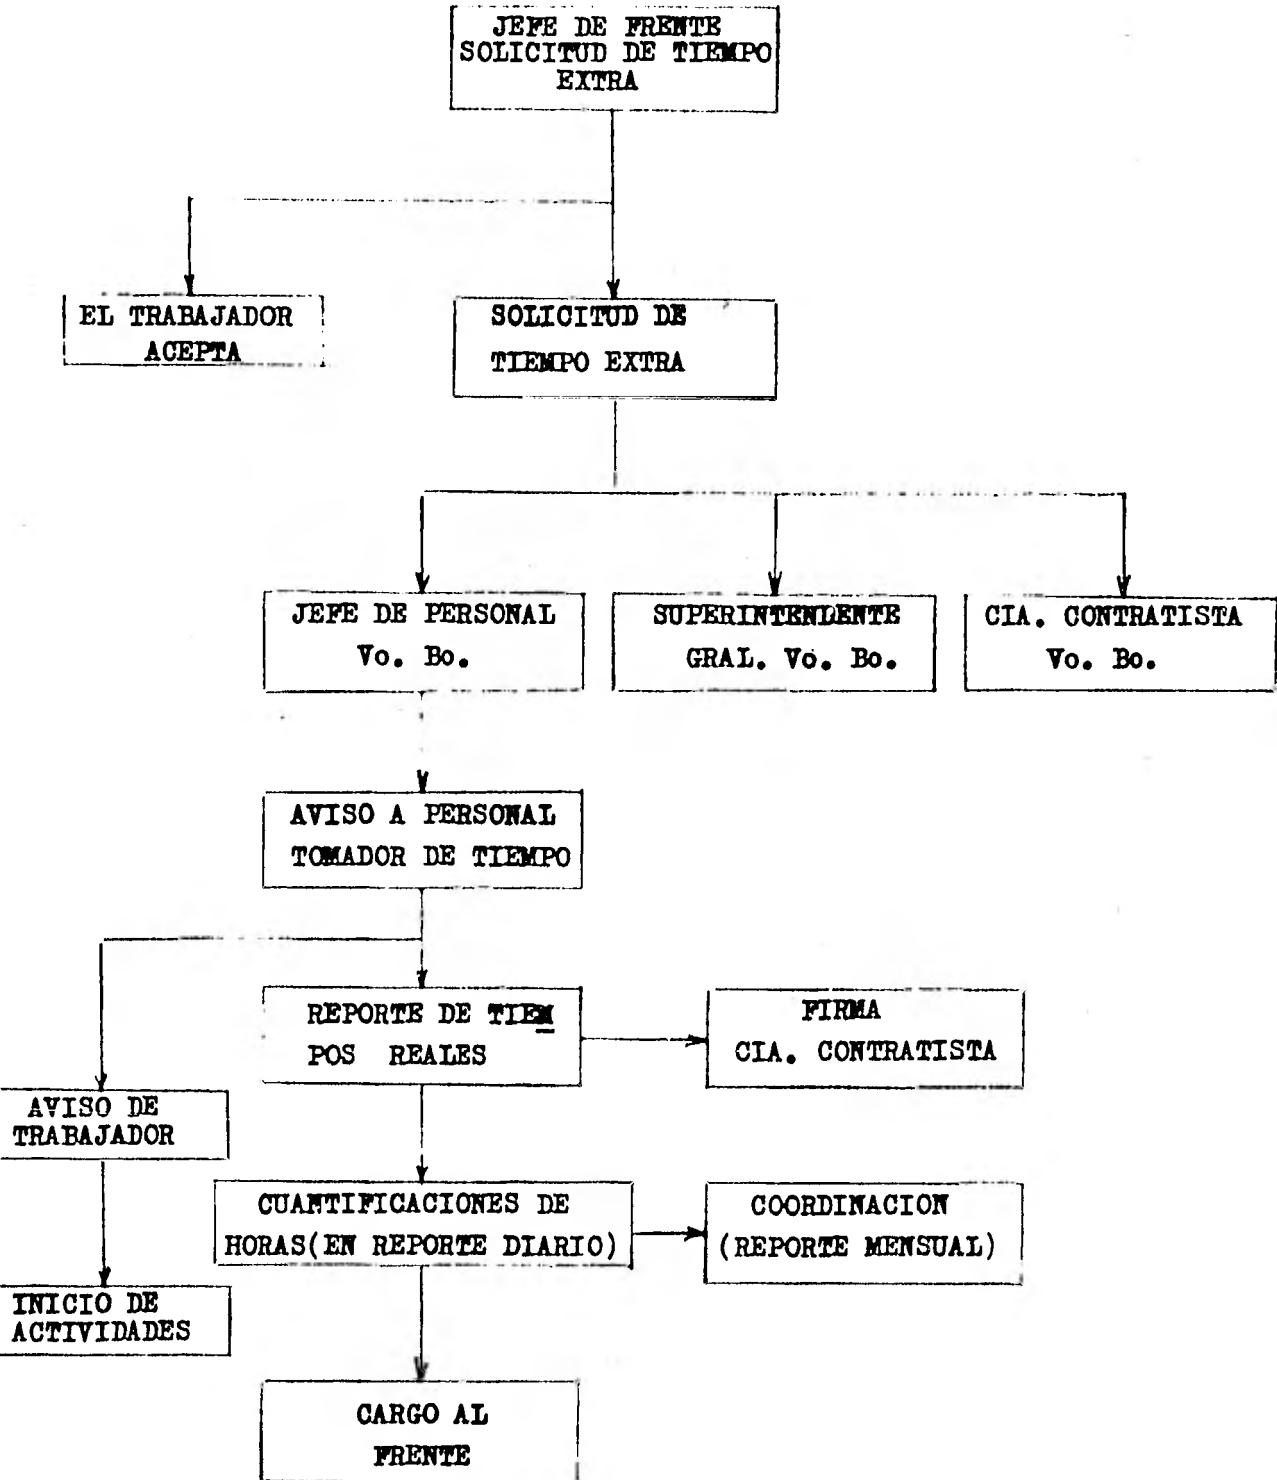 JEFE DE FRENTE
SOLICITUD DE TIEMPO
EXTRA
EL TRABAJADOR
ACEPTA
SOLICITUD DE
TIEMPO EXTRA
JEFE DE PERSONAL
Vo. Bo.
SUPERINTENDENTE
GRAL. Vo. Bo.
CIA. CONTRATISTA
Vo. Bo.
AVISO A PERSONAL
TOMADOR DE TIEMPO
REPORTE DE TIEM
POS REALES
FIRMA
CIA. CONTRATISTA
AVISO DE
TRABAJADOR
CUANTIFICACIONES DE
HORAS(EN REPORTE DIARIO)
COORDINACION
(REPORTE MENSUAL)
INICIO DE
ACTIVIDADES
CARGO AL
FRENTE